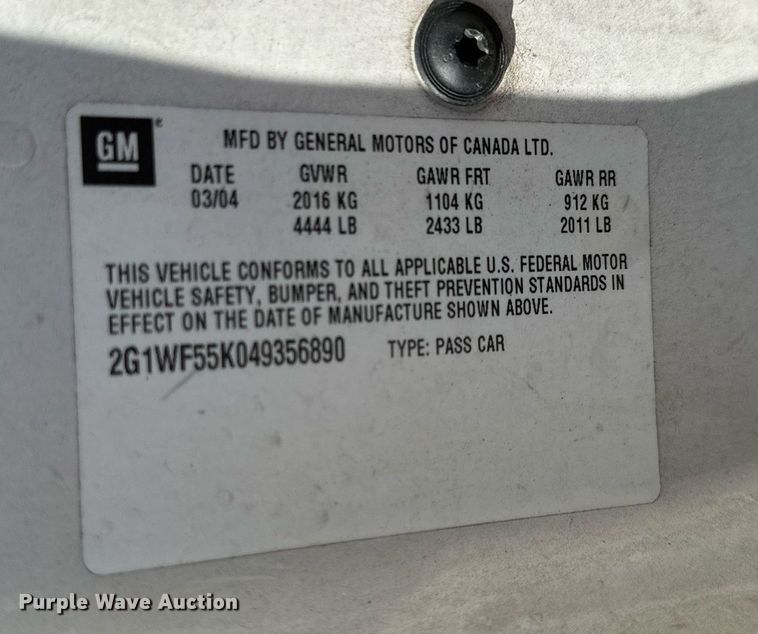 GM®
MFD BY GENERAL MOTORS OF CANADA LTD.
DATE GVWR GAWR FRT GAWR RR
03/04 2016 KG 1104 KG 912 KG
4444 LB 2433 LB 2011 LB
THIS VEHICLE CONFORMS TO ALL APPLICABLE U.S. FEDERAL MOTOR
VEHICLE SAFETY, BUMPER, AND THEFT PREVENTION STANDARDS IN
EFFECT ON THE DATE OF MANUFACTURE SHOWN ABOVE.
2G1WF55K049356890 TYPE: PASS CAR
Purple Wave Auction